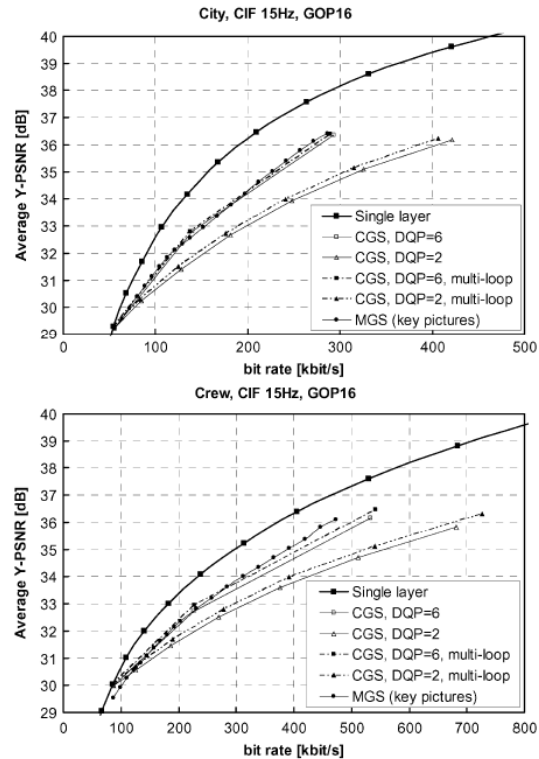 City, CIF 15Hz, GOP16
40
39
38
37
36
35
34
33
32
31
30
29
Average Y-PSNR [dB]
Single layer
CGS, DQP=6
CGS, DQP=2
CGS, DQP=6, multi-loop
CGS, DQP=2, multi-loop
MGS (key pictures)
0 100 200 300 400 500
bit rate [kbit/s]
Crew, CIF 15Hz, GOP16
40
39
38
37
36
35
34
33
32
31
30
29
Average Y-PSNR [dB]
Single layer
CGS, DQP=6
CGS, DQP=2
CGS, DQP=6, multi-loop
CGS, DQP=2, multi-loop
MGS (key pictures)
0 100 200 300 400 500 600 700 800
bit rate [kbit/s]